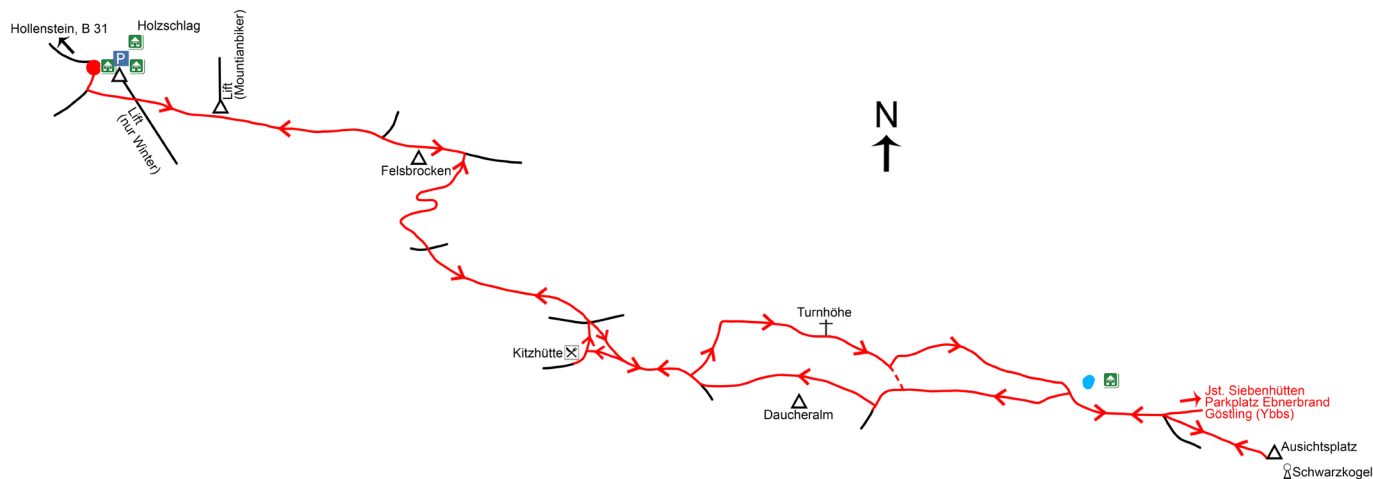 Hollenstein, B 31
Holzschlag
P
Lift
(Mountianbiker)
Lift
(nur Winter)
N
Felsbrocken
Turnhöhe
Kitzhütte
Daucheralm
Jst. Siebenhütten
Parkplatz Ebnerbrand
Göstling (Ybbs)
Ausichtsplatz
Schwarzkogel